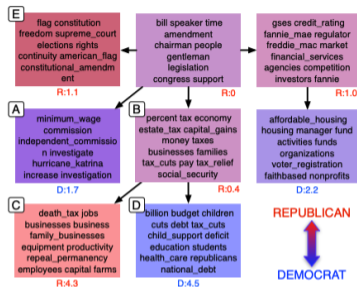 E
flag constitution
freedom supreme_court
elections rights
continuity american_flag
constitutional_amendm
ent
R:1.1
bill speaker time
amendment
chairman people
gentleman
legislation
congress support
R:0
gses credit_rating
fannie_mae regulator
freddie_mac market
financial_services
agencies competition
investors fannie
R:1.0
A
minimum_wage
commission
independent_commissio
n investigate
hurricane_katrina
increase investigation
D:1.7
B
percent tax economy
estate_tax capital_gains
money taxes
businesses families
tax_cuts pay tax_relief
social_security
R:0.4
affordable_housing
housing manager fund
activities funds
organizations
voter_registration
faithbased nonprofits
D:2.2
C
death_tax jobs
businesses business
family_businesses
equipment productivity
repeal_permanency
employees capital farms
R:4.3
D
billion budget children
cuts debt tax_cuts
child_support deficit
education students
health_care republicans
national_debt
D:4.5
REPUBLICAN
DEMOCRAT